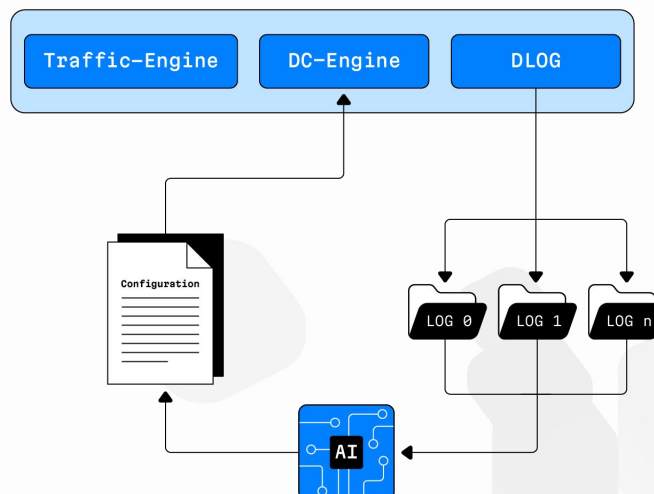 Traffic-Engine
DC-Engine
DLOG
Configuration
LOG 0
LOG 1
LOG n
AI